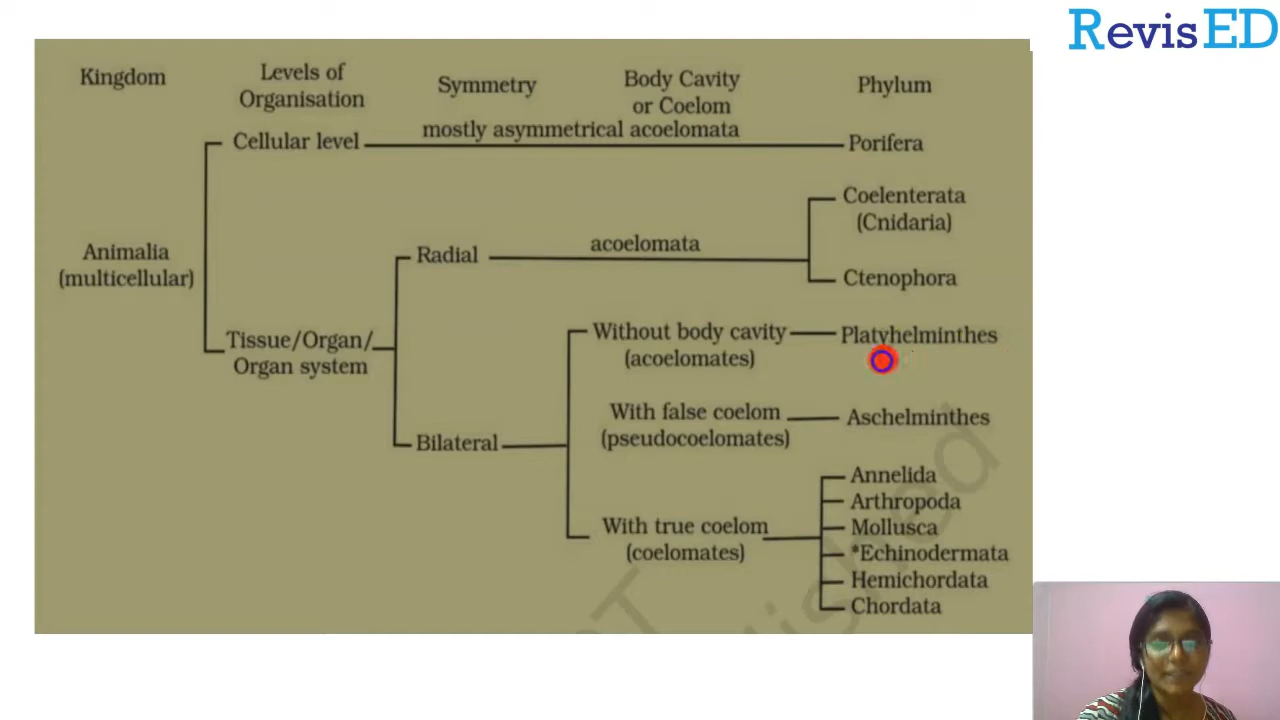 RevisED
Kingdom
Levels of
Organisation
Symmetry
Body Cavity
or Coelom
Phylum
Cellular level
mostly asymmetrical acoelomata
Porifera
Animalia
(multicellular)
Radial
acoelomata
Coelenterata
(Cnidaria)
Ctenophora
Tissue/Organ/
Organ system
Bilateral
Without body cavity
(acoelomates)
Platyhelminthes
With false coelom
(pseudocoelomates)
Aschelminthes
With true coelom
(coelomates)
Annelida
Arthropoda
Mollusca
*Echinodermata
Hemichordata
Chordata